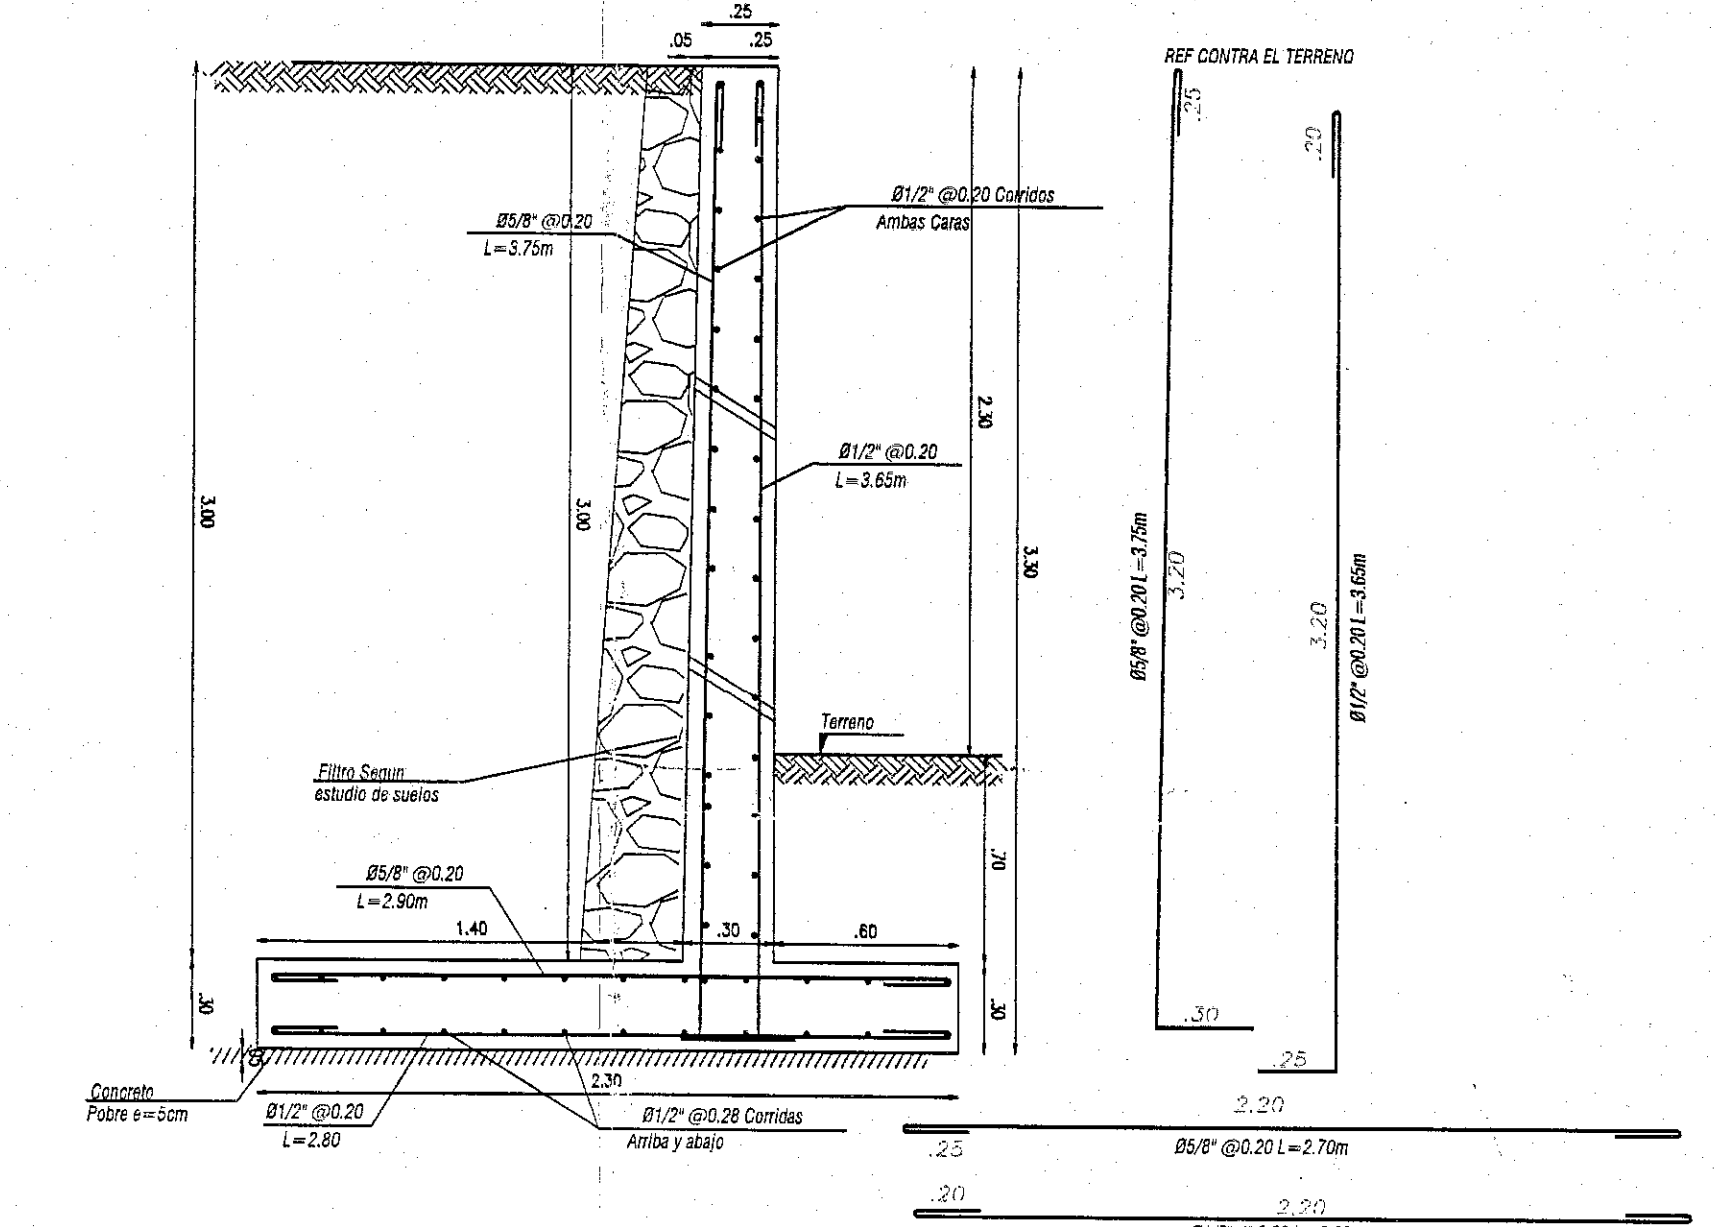 .25
.05 .25
REF CONTRA EL TERRENO
.25
.20
Ø1/2" @0.20 Corridos
Ambas Caras
Ø5/8" @0.20
L=3.75m
2.30
Ø1/2" @0.20
L=3.65m
3.00
3.00
3.30
Ø5/8" @0.20 L=3.75m
3.20
3.20
Ø1/2" @0.20 L=3.65m
Terreno
Filtro Segun
estudio de suelos
.70
Ø5/8" @0.20
L=2.90m
1.40 .30 .60
.30
.30
.30
.25
2.30
Concreto
Pobre e=5cm
Ø1/2" @0.20
L=2.80
Ø1/2" @0.28 Corridas
Arriba y abajo
2.20
.25
Ø5/8" @0.20 L=2.70m
.20
2.20